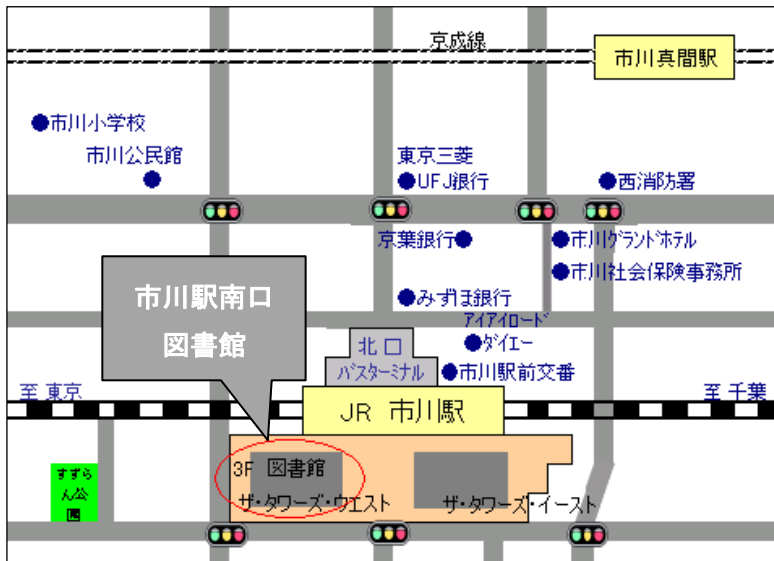 京成線
市川真間駅
●市川小学校
市川公民館
東京三菱
●UFJ銀行
●西消防署
京葉銀行●
●市川グランドホテル
●市川社会保険事務所
市川駅南口
図書館
●みずほ銀行
アイアイロード
●ダイエー
北口
バスターミナル
●市川駅前交番
至 東京
至 千葉
JR 市川駅
すずら
ん公
園
3F 図書館
ザ・タワーズ・ウエスト
ザ・タワーズ・イースト